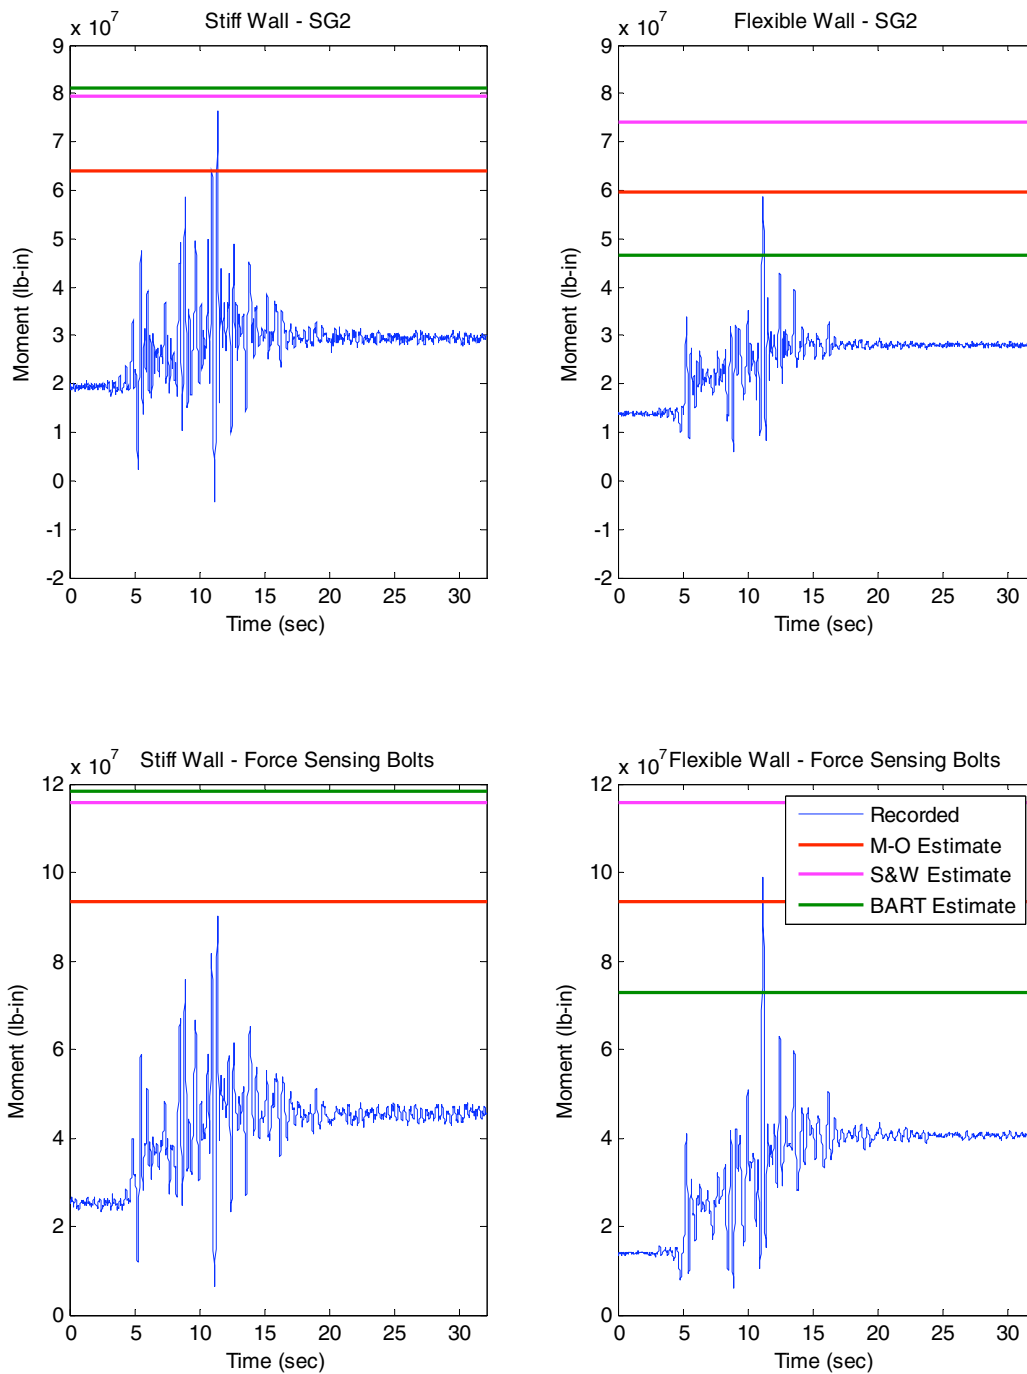 Stiff Wall - SG2
x 10^7
9
8
7
6
5
4
3
2
1
0
-1
-2
Moment (lb-in)
0 5 10 15 20 25 30
Time (sec)
Flexible Wall - SG2
x 10^7
9
8
7
6
5
4
3
2
1
0
-1
-2
Moment (lb-in)
0 5 10 15 20 25 30
Time (sec)
Stiff Wall - Force Sensing Bolts
x 10^7
12
10
8
6
4
2
0
Moment (lb-in)
0 5 10 15 20 25 30
Time (sec)
Flexible Wall - Force Sensing Bolts
x 10^7
12
10
8
6
4
2
0
Moment (lb-in)
0 5 10 15 20 25 30
Time (sec)
Recorded
M-O Estimate
S&W Estimate
BART Estimate